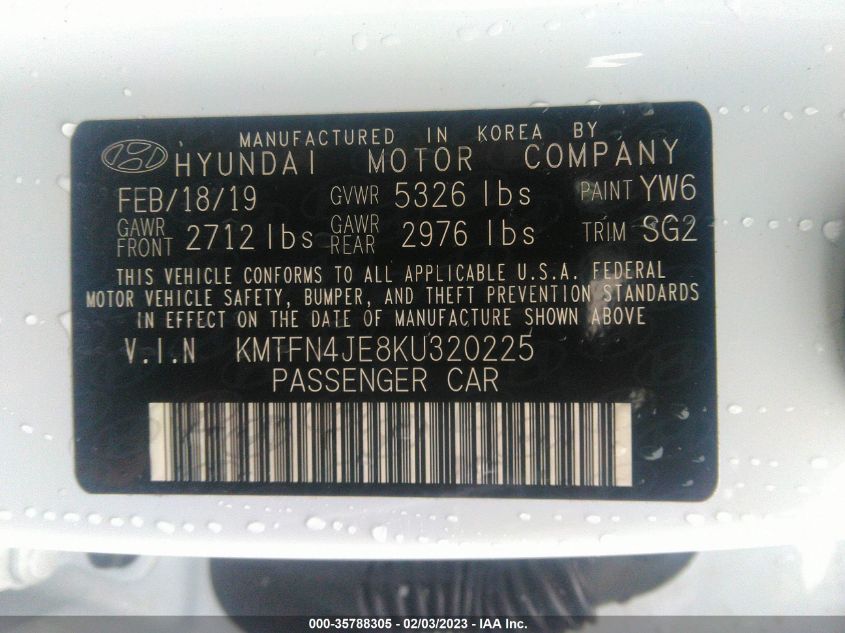 MANUFACTURED IN KOREA BY
HYUNDAI MOTOR COMPANY
FEB/18/19 GVWR 5326 lbs PAINT YW6
GAWR FRONT 2712 lbs GAWR REAR 2976 lbs TRIM SG2
THIS VEHICLE CONFORMS TO ALL APPLICABLE U.S.A. FEDERAL
MOTOR VEHICLE SAFETY, BUMPER, AND THEFT PREVENTION STANDARDS
IN EFFECT ON THE DATE OF MANUFACTURE SHOWN ABOVE
V.I.N KMTFN4JE8KU320225
PASSENGER CAR
000-35788305 - 02/03/2023 - IAA Inc.